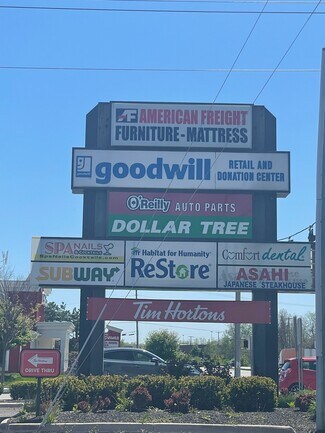 AF AMERICAN FREIGHT
FURNITURE - MATTRESS
goodwill
RETAIL AND
DONATION CENTER
O'Reilly AUTO PARTS
DOLLAR TREE
SPA NAILS
SUBWAY
Habitat for Humanity
ReStore
Comfort dental
ASAHI
JAPANESE STEAKHOUSE
Tim Hortons
DRIVE THRU